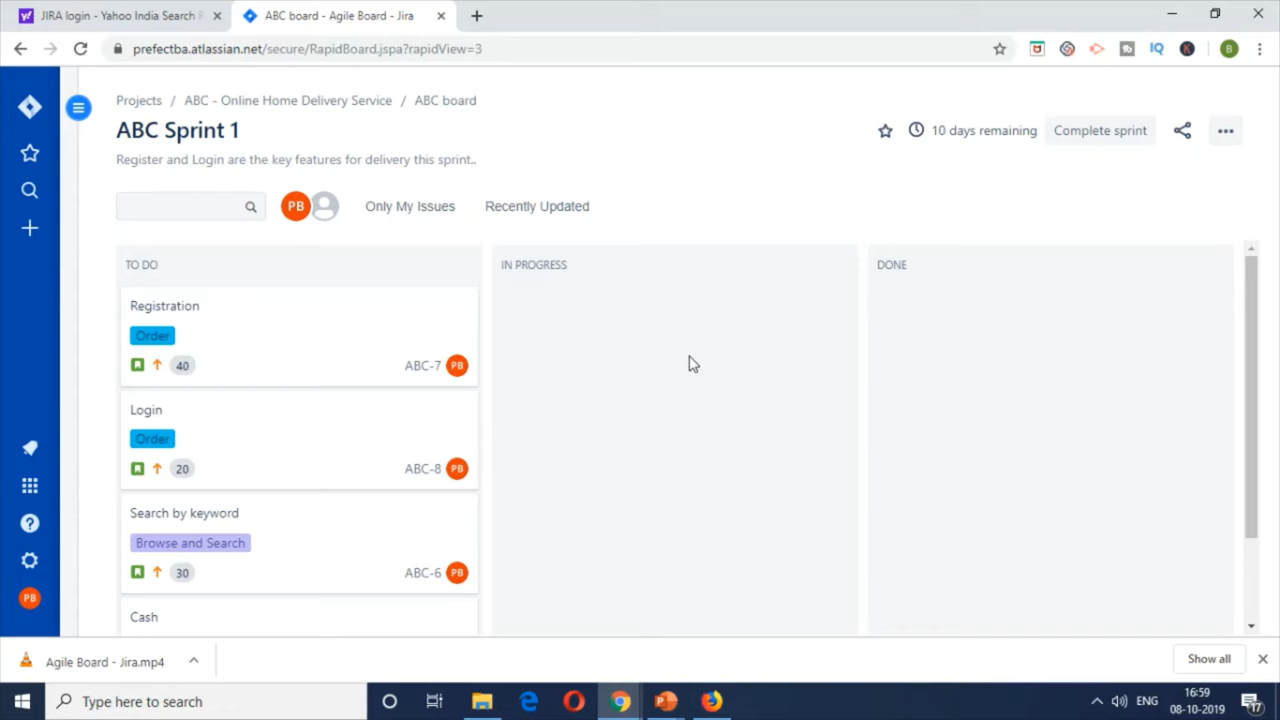 JIRA login - Yahoo India Search R
ABC board - Agile Board - Jira
prefectba.atlassian.net/secure/RapidBoard.jspa?rapidView=3
IQ
K
B
Projects / ABC - Online Home Delivery Service / ABC board
ABC Sprint 1
10 days remaining
Complete sprint
Register and Login are the key features for delivery this sprint..
PB
Only My Issues
Recently Updated
TO DO
IN PROGRESS
DONE
Registration
Order
40
ABC-7
PB
Login
Order
20
ABC-8
PB
Search by keyword
Browse and Search
30
ABC-6
PB
Cash
PB
Agile Board - Jira.mp4
Show all
Type here to search
ENG
16:59
08-10-2019
17